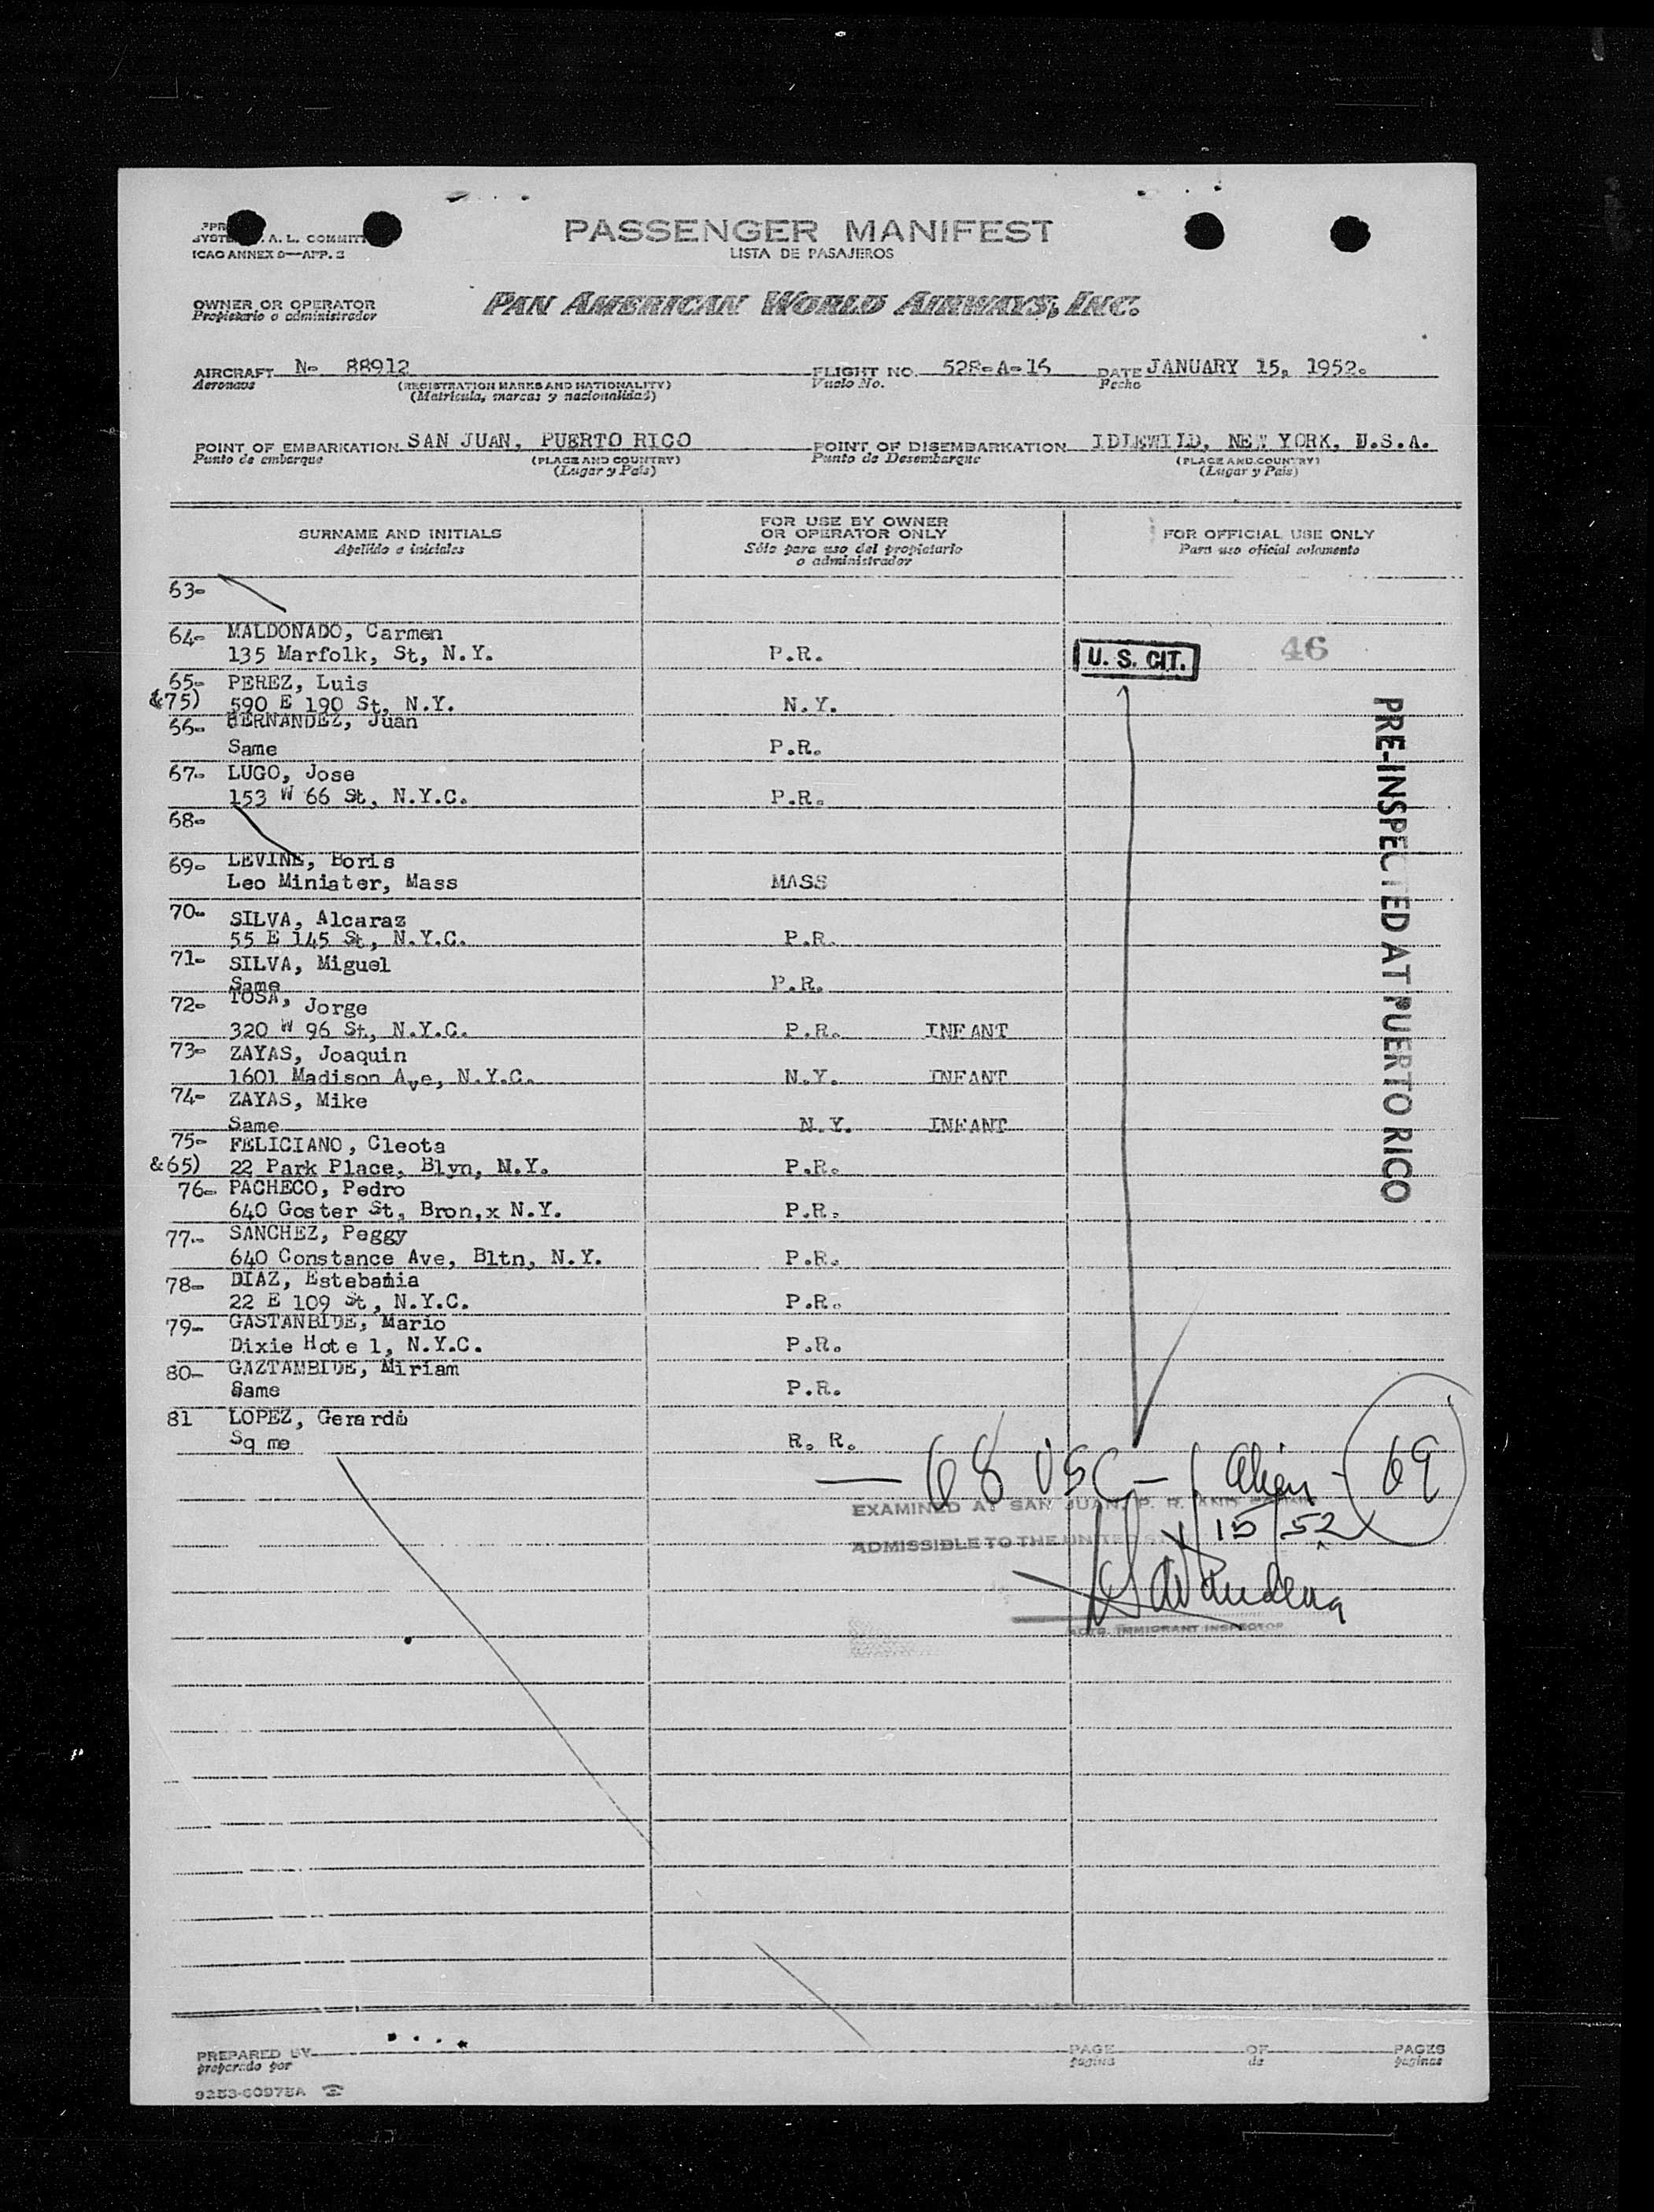 PASSENGER MANIFEST
LISTA DE PASAJEROS
A. L. COMMIT
ICAO ANNEX 9—APP. 2
OWNER OR OPERATOR
Propietario o administrador
PAN AMERICAN WORLD AIRWAYS, INC.
AIRCRAFT N- 88912 FLIGHT NO. 528-A-16 DATE JANUARY 15, 1952.
Aeronave (REGISTRATION MARKS AND NATIONALITY) Vuelo No. Fecha
(Matrícula, marcas y nacionalidad)
POINT OF EMBARKATION SAN JUAN, PUERTO RICO POINT OF DISEMBARKATION IDLEWILD, NEW YORK, U.S.A.
Punto de embarque (PLACE AND COUNTRY) Punto de Desembarque (PLACE AND COUNTRY)
(Lugar y País) (Lugar y País)
SURNAME AND INITIALS FOR USE BY OWNER OR OPERATOR ONLY FOR OFFICIAL USE ONLY
Apellido e iniciales Sólo para uso del propietario o administrador Para uso oficial solamente
63-
64- MALDONADO, Carmen
135 Marfolk, St, N.Y. P.R. U. S. CIT. 46
65- PEREZ, Luis
&75) 590 E 190 St, N.Y. N.Y.
66- HERNANDEZ, Juan
Same P.R.
67- LUGO, Jose
153 W 66 St, N.Y.C. P.R.
68-
69- LEVINE, Boris
Leo Miniater, Mass MASS
70- SILVA, Alcaraz
55 E 145 St, N.Y.C. P.R.
71- SILVA, Miguel
Same P.R.
72- TOSA, Jorge
320 W 96 St, N.Y.C. P.R. INFANT
73- ZAYAS, Joaquin
1601 Madison Ave, N.Y.C. N.Y. INFANT
74- ZAYAS, Mike
Same N.Y. INFANT
75- FELICIANO, Cleota
&65) 22 Park Place, Blyn, N.Y. P.R.
76- PACHECO, Pedro
640 Goster St, Bron,x N.Y. P.R.
77- SANCHEZ, Peggy
640 Constance Ave, Bltn, N.Y. P.R.
78- DIAZ, Estebania
22 E 109 St, N.Y.C. P.R.
79- GASTANBIDE, Mario
Dixie Hote l, N.Y.C. P.R.
80- GAZTAMBIDE, Miriam
Same P.R.
81 LOPEZ, Gerardo
Sq me R. R.
PRE-INSPECTED AT PUERTO RICO
— 68 USC - 1 Alien - 69
EXAMINED AT SAN JUAN, P. R. AND
1/15/52
ADMISSIBLE TO THE UNITED
ACTG. IMMIGRANT INSPECTOR
PREPARED BY PAGE OF PAGES
preparado por página de páginas
9253-60975A